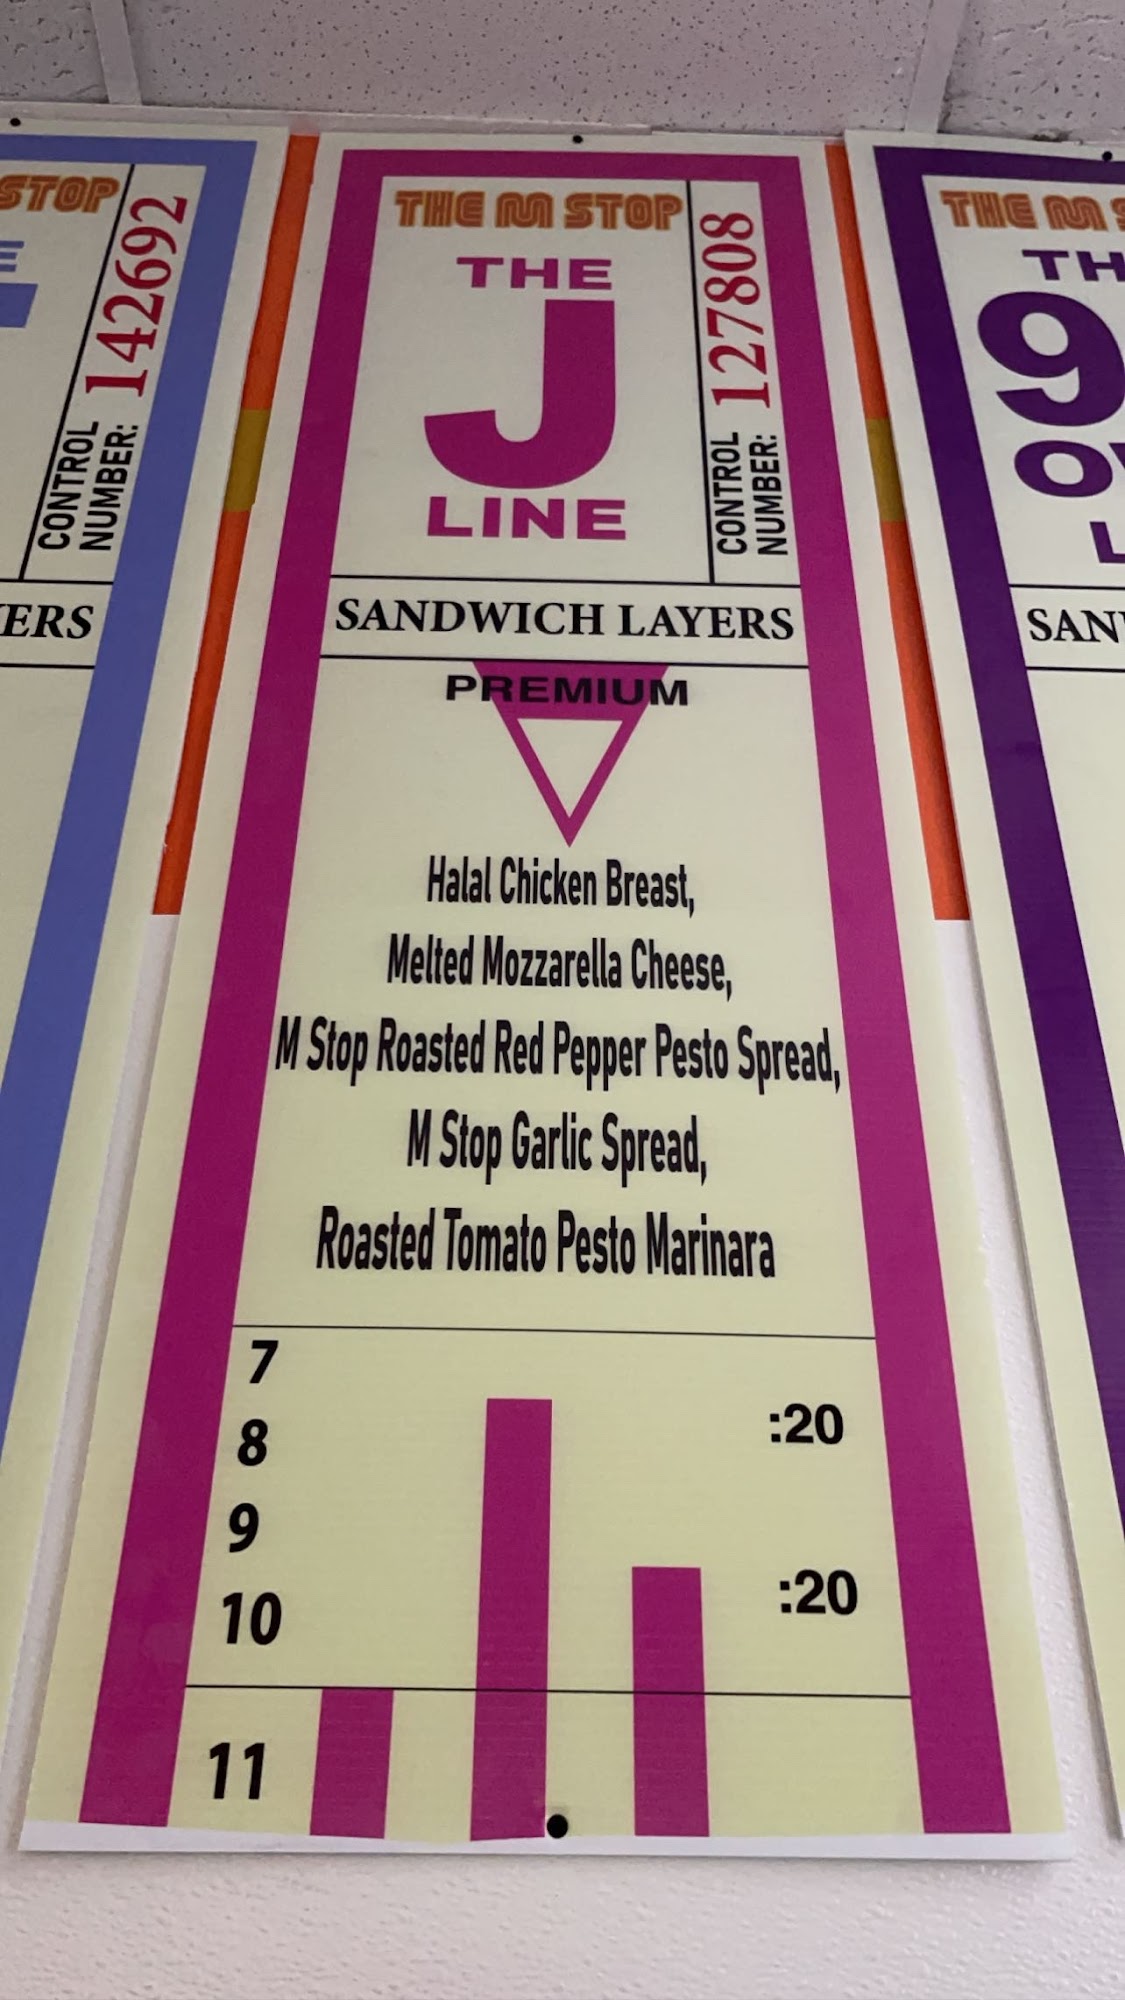 STOP
CONTROL
NUMBER: 142692
ERS
THE M STOP
THE
J
LINE
CONTROL
NUMBER: 127808
SANDWICH LAYERS
PREMIUM
Halal Chicken Breast,
Melted Mozzarella Cheese,
M Stop Roasted Red Pepper Pesto Spread,
M Stop Garlic Spread,
Roasted Tomato Pesto Marinara
7
8 :20
9
10 :20
11
THE M S
TH
9
SAN